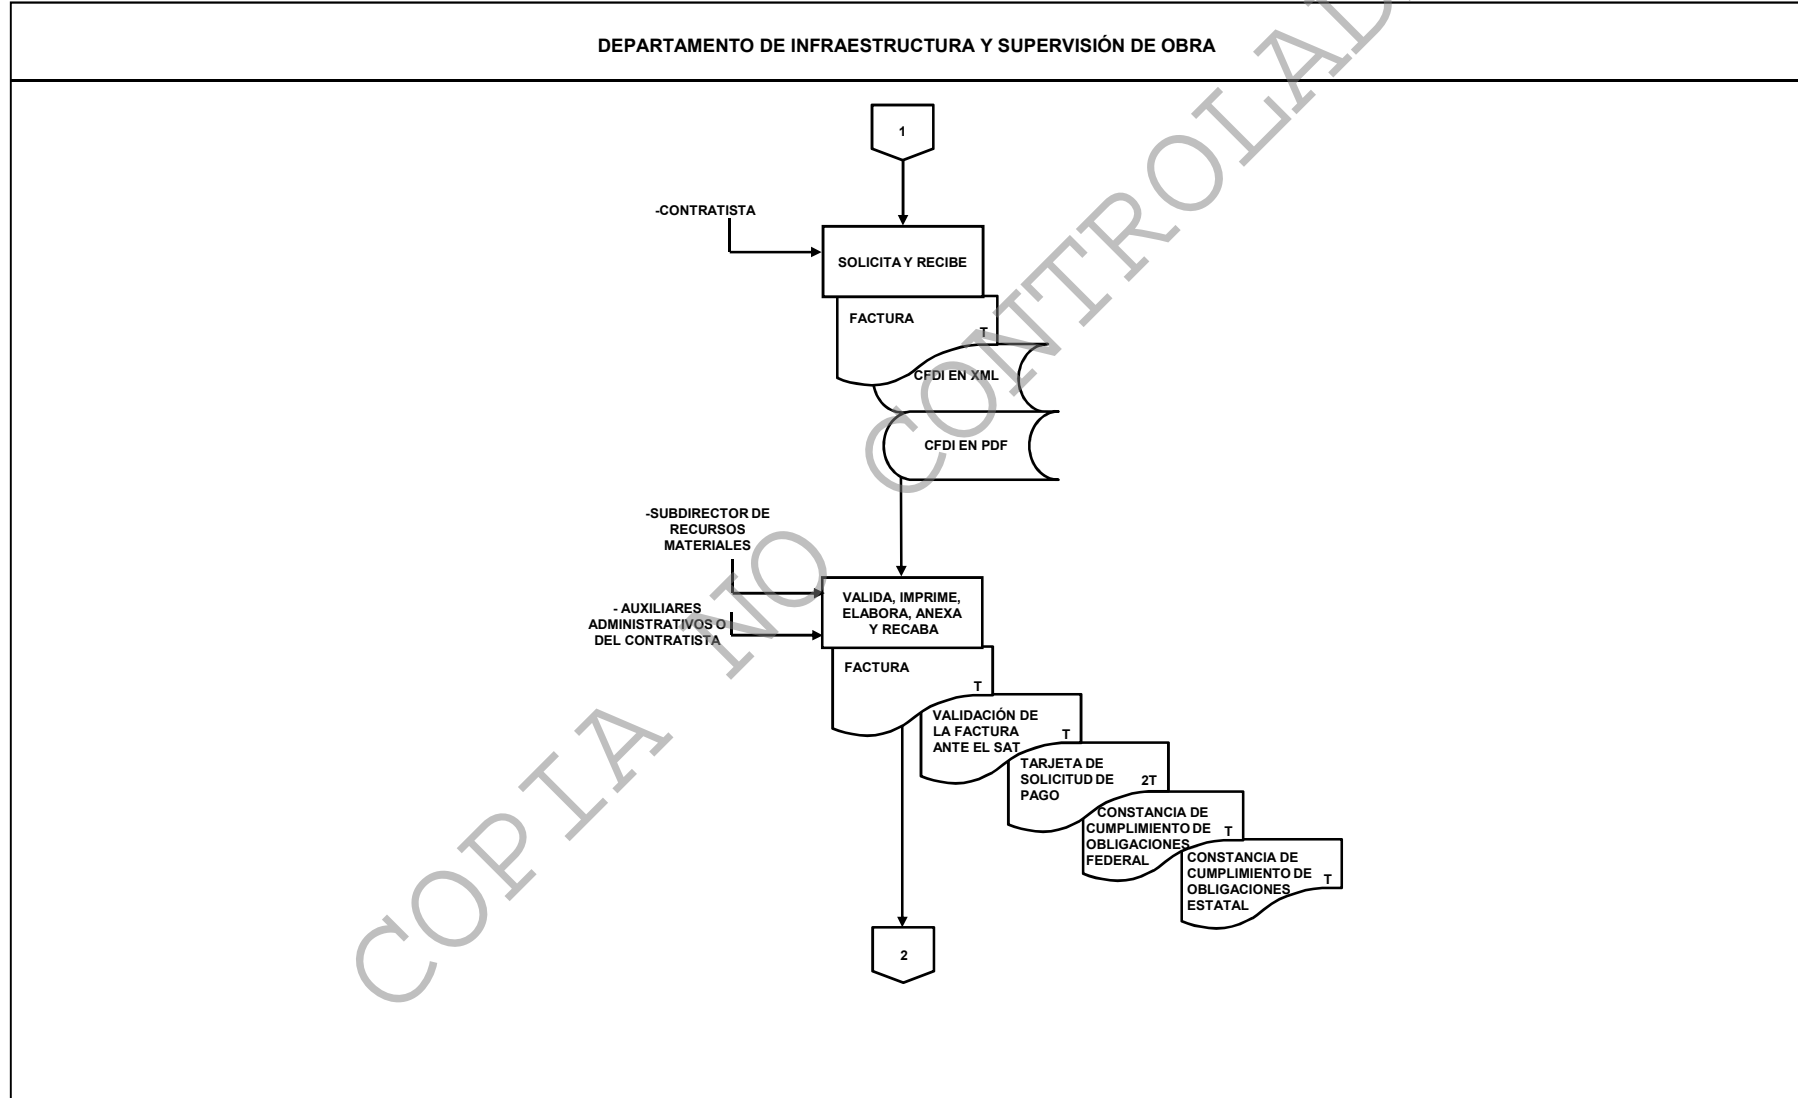 DEPARTAMENTO DE INFRAESTRUCTURA Y SUPERVISIÓN DE OBRA
1
-CONTRATISTA
SOLICITA Y RECIBE
FACTURA
T
CFDI EN XML
CFDI EN PDF
-SUBDIRECTOR DE
RECURSOS
MATERIALES
- AUXILIARES
ADMINISTRATIVOS O
DEL CONTRATISTA
VALIDA, IMPRIME,
ELABORA, ANEXA
Y RECABA
FACTURA
T
VALIDACIÓN DE
LA FACTURA
ANTE EL SAT
T
TARJETA DE
SOLICITUD DE
PAGO
2T
CONSTANCIA DE
CUMPLIMIENTO DE
OBLIGACIONES
FEDERAL
T
CONSTANCIA DE
CUMPLIMIENTO DE
OBLIGACIONES
ESTATAL
T
2
COPIA NO CONTROLAD